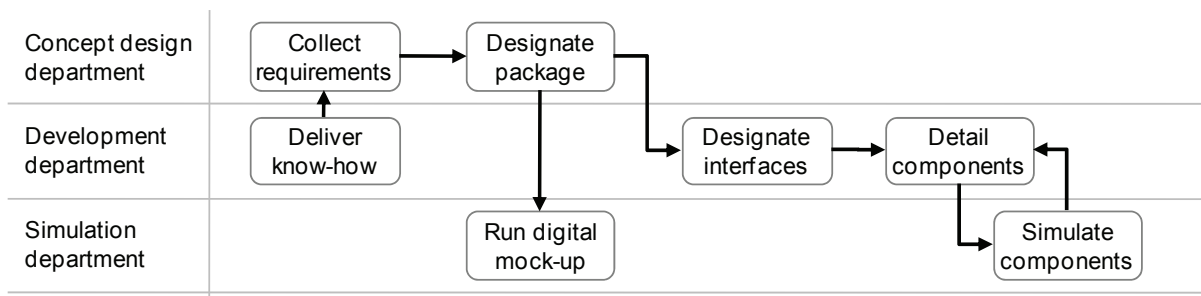 Concept design
department
Collect
requirements
Designate
package
Development
department
Deliver
know-how
Designate
interfaces
Detail
components
Simulation
department
Run digital
mock-up
Simulate
components